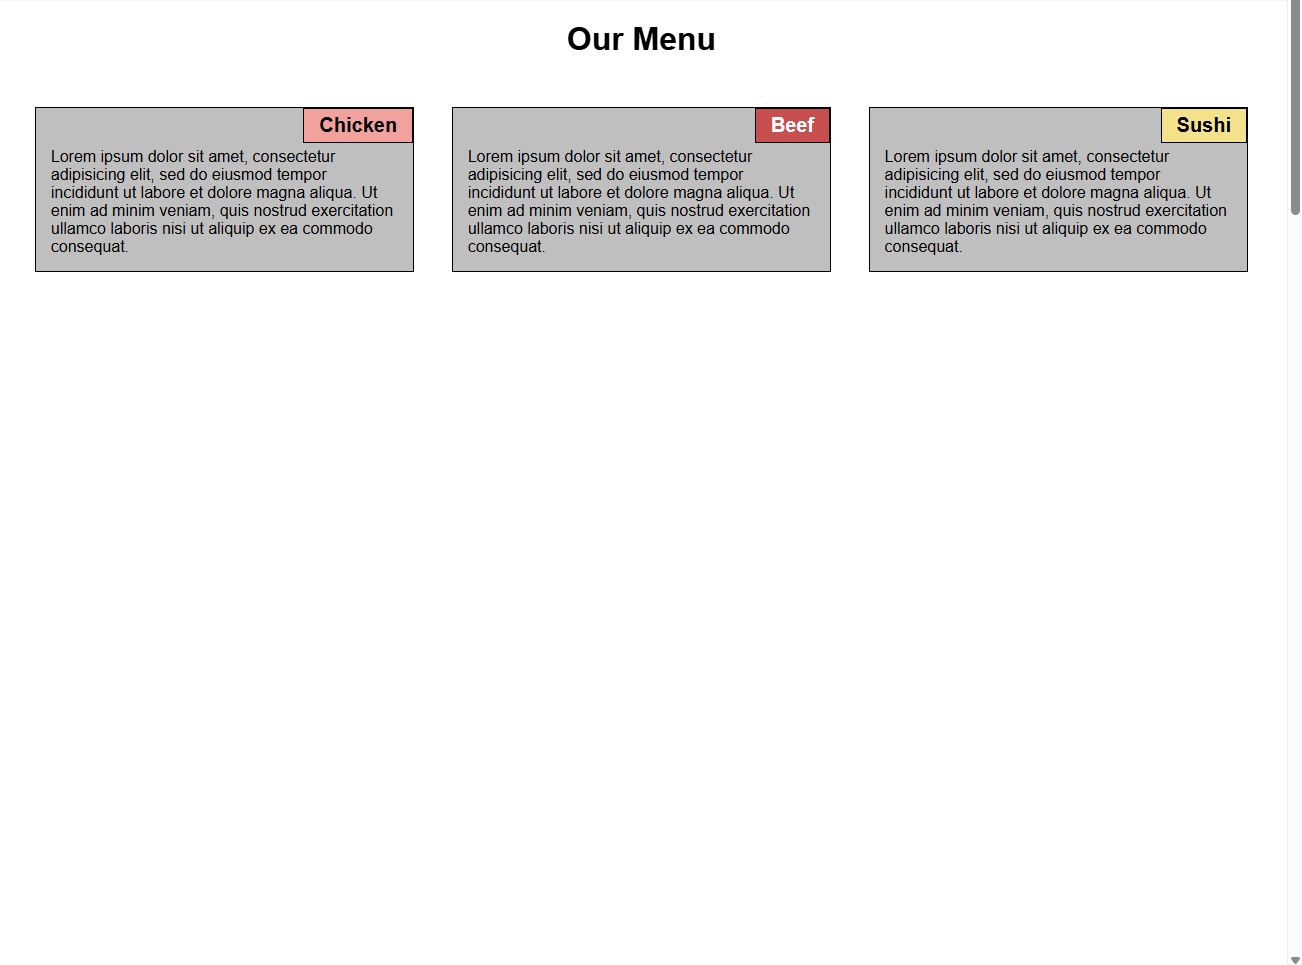 Our Menu
Chicken
Lorem ipsum dolor sit amet, consectetur
adipisicing elit, sed do eiusmod tempor
incididunt ut labore et dolore magna aliqua. Ut
enim ad minim veniam, quis nostrud exercitation
ullamco laboris nisi ut aliquip ex ea commodo
consequat.
Beef
Lorem ipsum dolor sit amet, consectetur
adipisicing elit, sed do eiusmod tempor
incididunt ut labore et dolore magna aliqua. Ut
enim ad minim veniam, quis nostrud exercitation
ullamco laboris nisi ut aliquip ex ea commodo
consequat.
Sushi
Lorem ipsum dolor sit amet, consectetur
adipisicing elit, sed do eiusmod tempor
incididunt ut labore et dolore magna aliqua. Ut
enim ad minim veniam, quis nostrud exercitation
ullamco laboris nisi ut aliquip ex ea commodo
consequat.